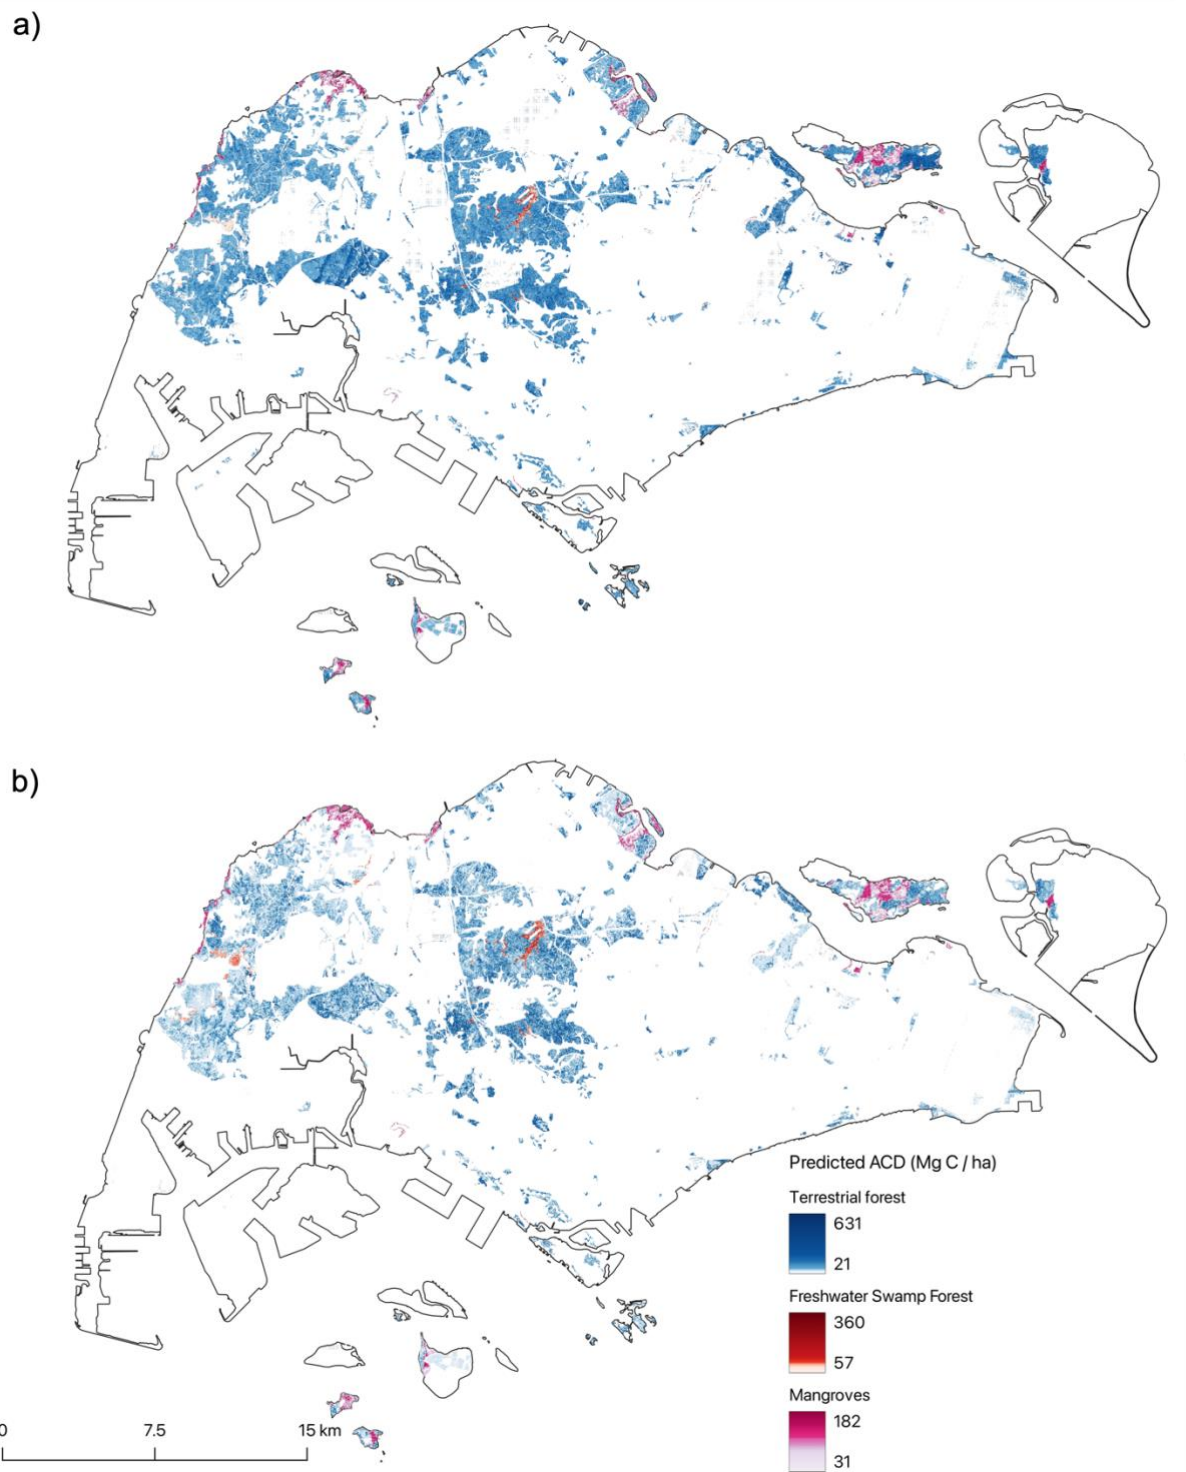 a)
b)
Predicted ACD (Mg C / ha)
Terrestrial forest
631
21
Freshwater Swamp Forest
360
57
Mangroves
182
31
0 7.5 15 km